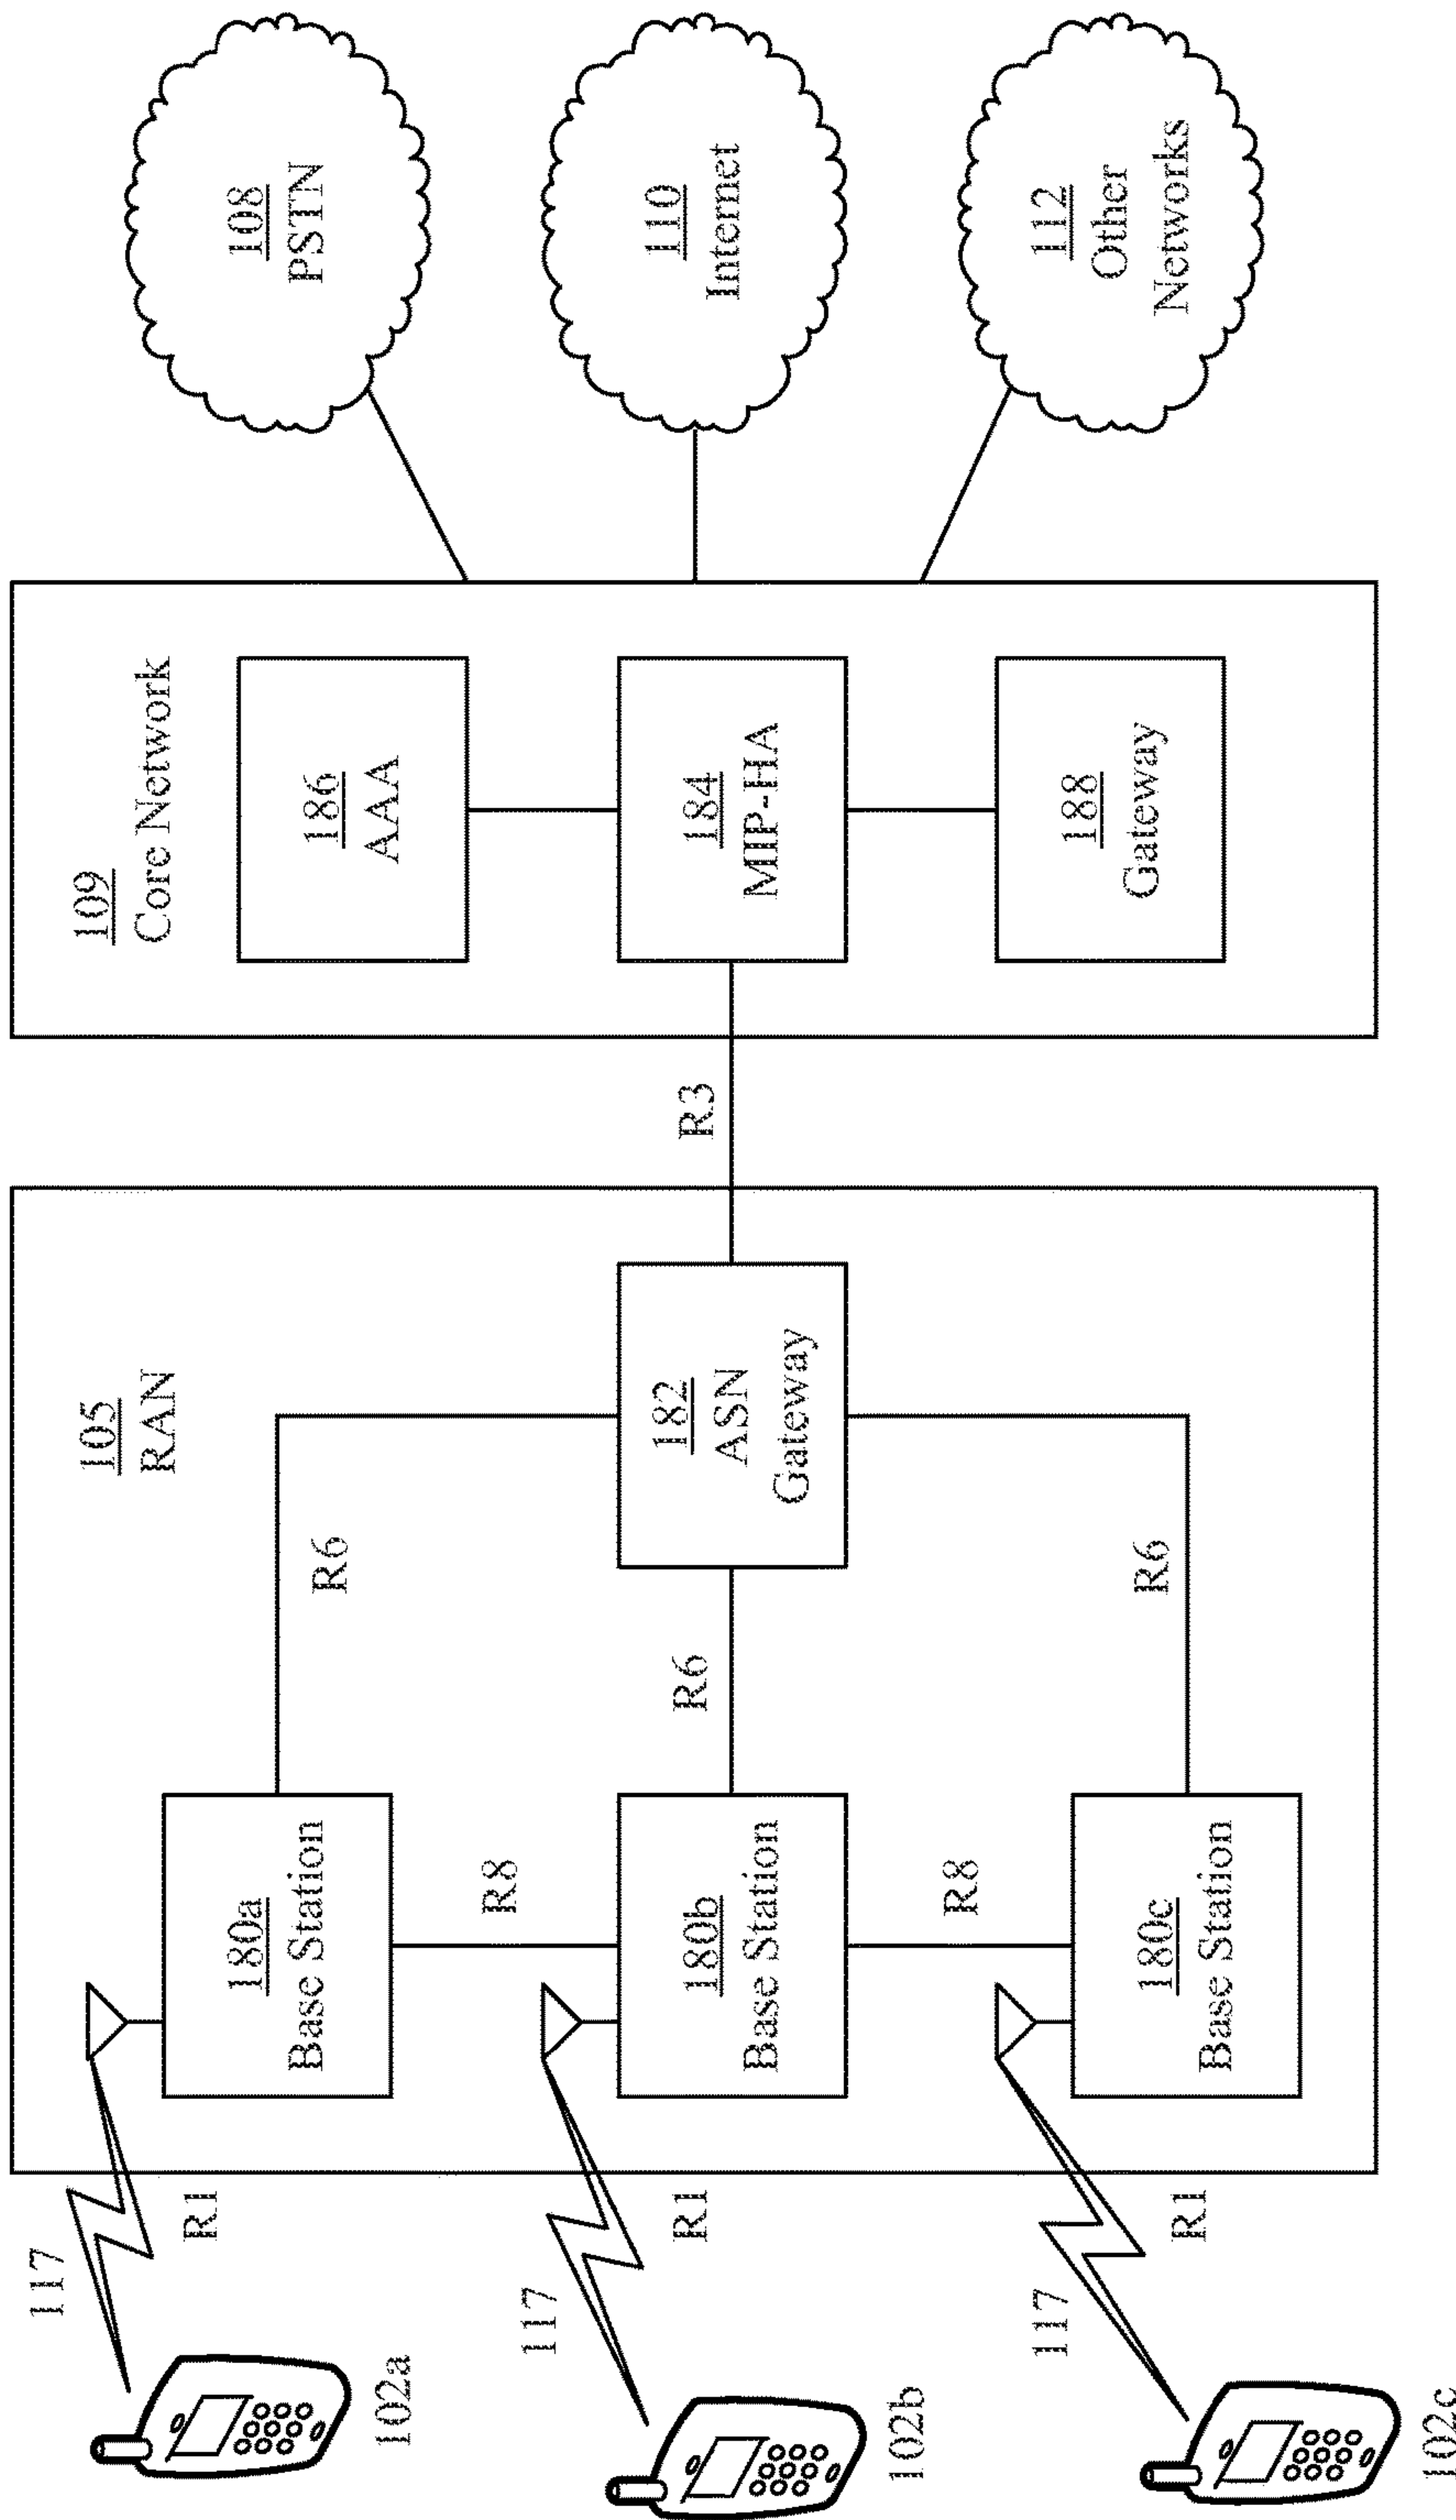 117
R1
102a
117
R1
102b
117
R1
102c
105
RAN
180a
Base Station
R8
180b
Base Station
R8
180c
Base Station
R6
R6
R6
182
ASN
Gateway
R3
109
Core Network
186
AAA
184
MIP-HA
188
Gateway
108
PSTN
110
Internet
112
Other
Networks